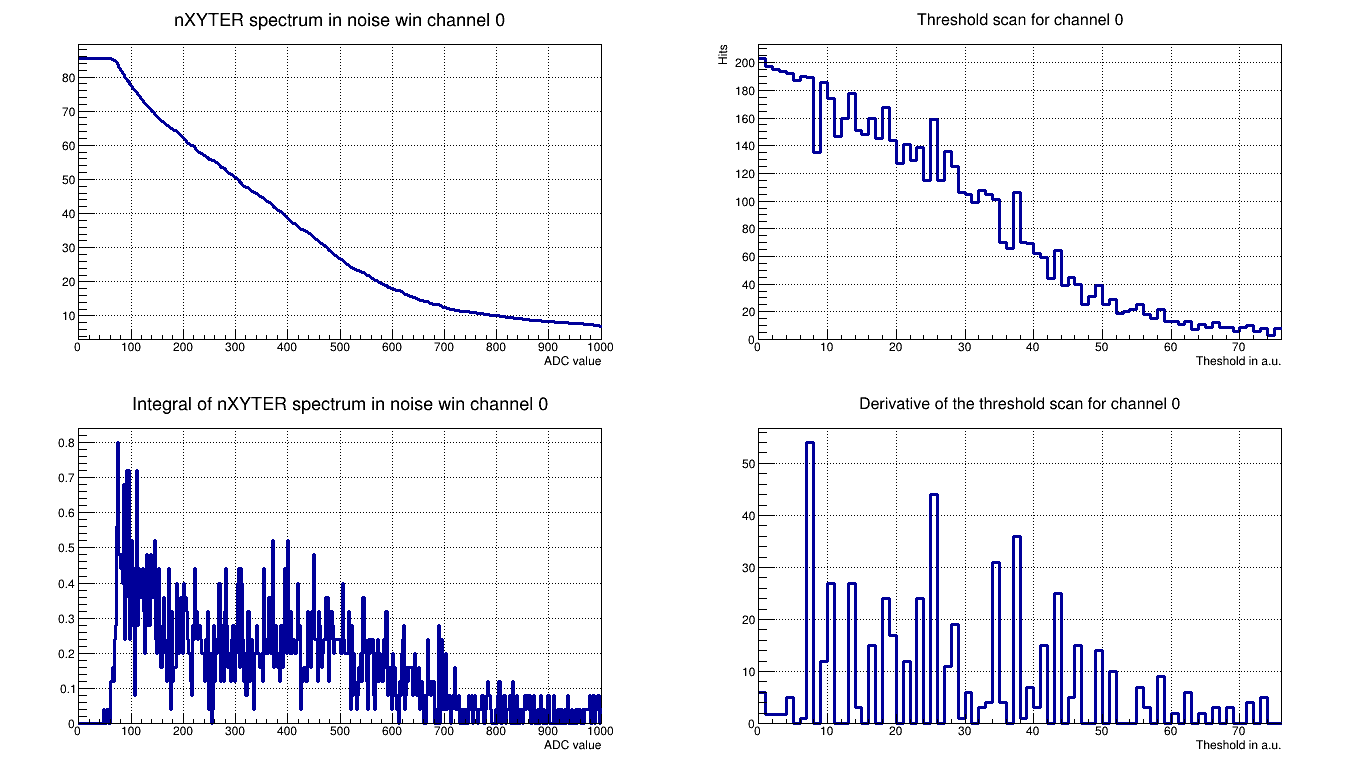 nXYTER spectrum in noise win channel 0
80
70
60
50
40
30
20
10
0 100 200 300 400 500 600 700 800 900 1000
ADC value
Threshold scan for channel 0
Hits
200
180
160
140
120
100
80
60
40
20
0
0 10 20 30 40 50 60 70
Theshold in a.u.
Integral of nXYTER spectrum in noise win channel 0
0.8
0.7
0.6
0.5
0.4
0.3
0.2
0.1
0
0 100 200 300 400 500 600 700 800 900 1000
ADC value
Derivative of the threshold scan for channel 0
50
40
30
20
10
0
0 10 20 30 40 50 60 70
Theshold in a.u.